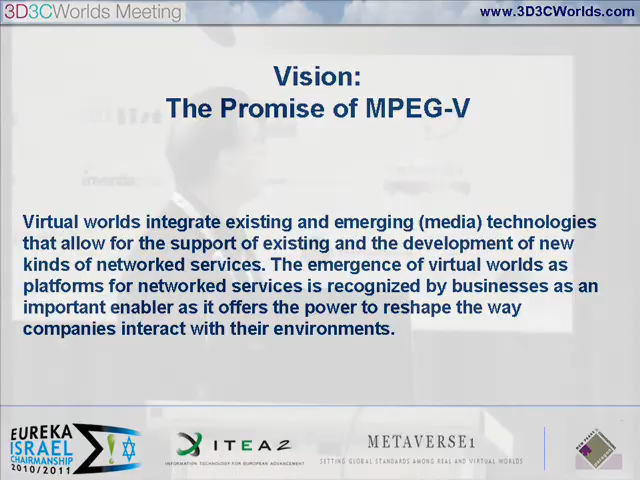 3D3CWorlds Meeting
www.3D3CWorlds.com
Vision:
The Promise of MPEG-V
Virtual worlds integrate existing and emerging (media) technologies
that allow for the support of existing and the development of new
kinds of networked services. The emergence of virtual worlds as
platforms for networked services is recognized by businesses as an
important enabler as it offers the power to reshape the way
companies interact with their environments.
EUREKA
ISRAEL
CHAIRMANSHIP
2010/2011
ITEA2
INFORMATION TECHNOLOGY FOR EUROPEAN ADVANCEMENT
METAVERSE1
SETTING GLOBAL STANDARDS AMONG REAL AND VIRTUAL WORLDS